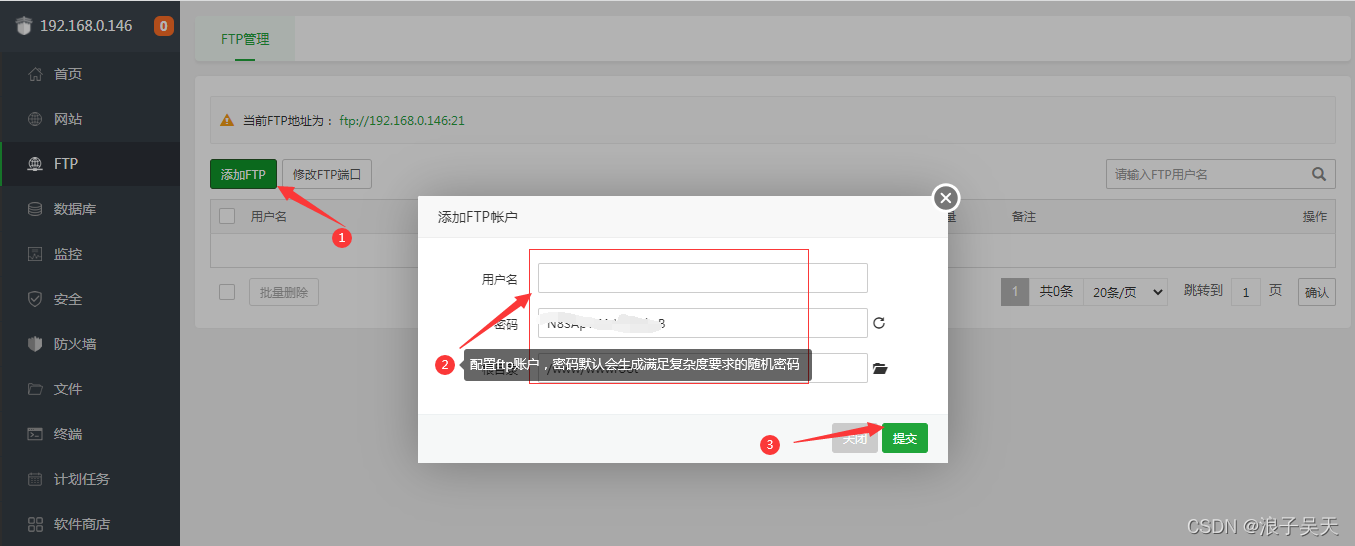 192.168.0.146 0
首页
网站
FTP
数据库
监控
安全
防火墙
文件
终端
计划任务
软件商店
FTP管理
当前FTP地址为： ftp://192.168.0.146:21
添加FTP 修改FTP端口
请输入FTP用户名
1
用户名 备注 操作
批量删除
1 共0条 20条/页 跳转到 1 页 确认
添加FTP帐户
用户名
密码
2 配置ftp账户，密码默认会生成满足复杂度要求的随机密码
3 关闭 提交
CSDN @浪子吴天